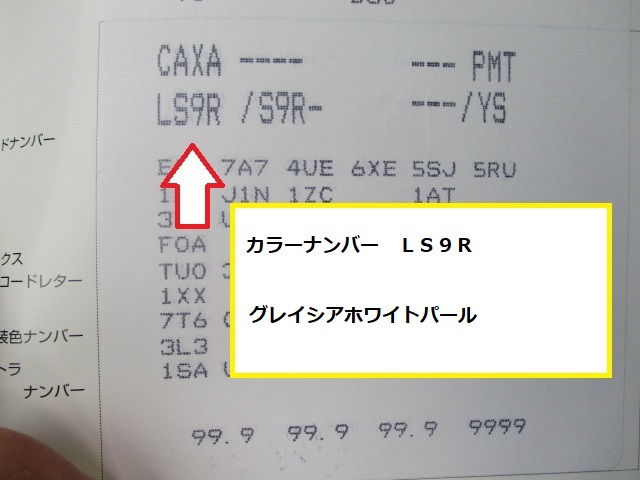 CAXA ---- --- PMT
LS9R /S9R- ---/YS
ドナンバー
7A7 4UE 6XE 5SJ 5RU
J1N 1ZC 1AT
カラーナンバー　ＬＳ９Ｒ
FOA
クス
コードレター
TUO
グレイシアホワイトパール
1XX
7T6
装色ナンバー
3L3
トラ
1SA
ナンバー
99.9 99.9 99.9 9999